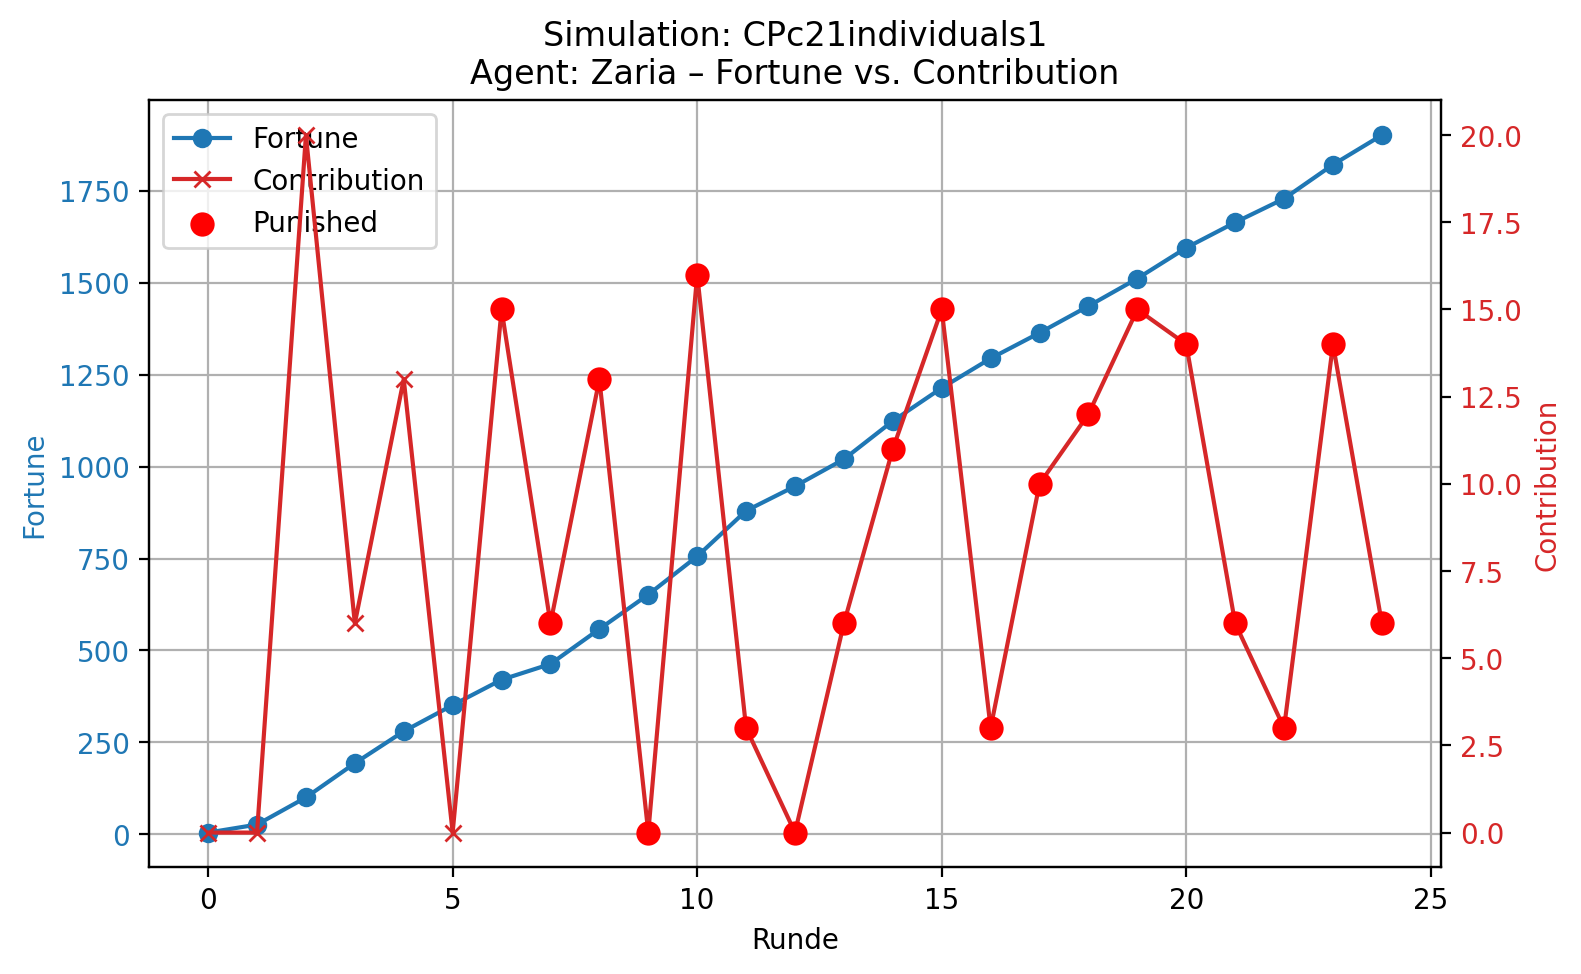 Simulation: CPc21individuals1
Agent: Zaria – Fortune vs. Contribution
Fortune
Contribution
Punished
1750
1500
1250
1000
750
500
250
0
Fortune
20.0
17.5
15.0
12.5
10.0
7.5
5.0
2.5
0.0
Contribution
0 5 10 15 20 25
Runde